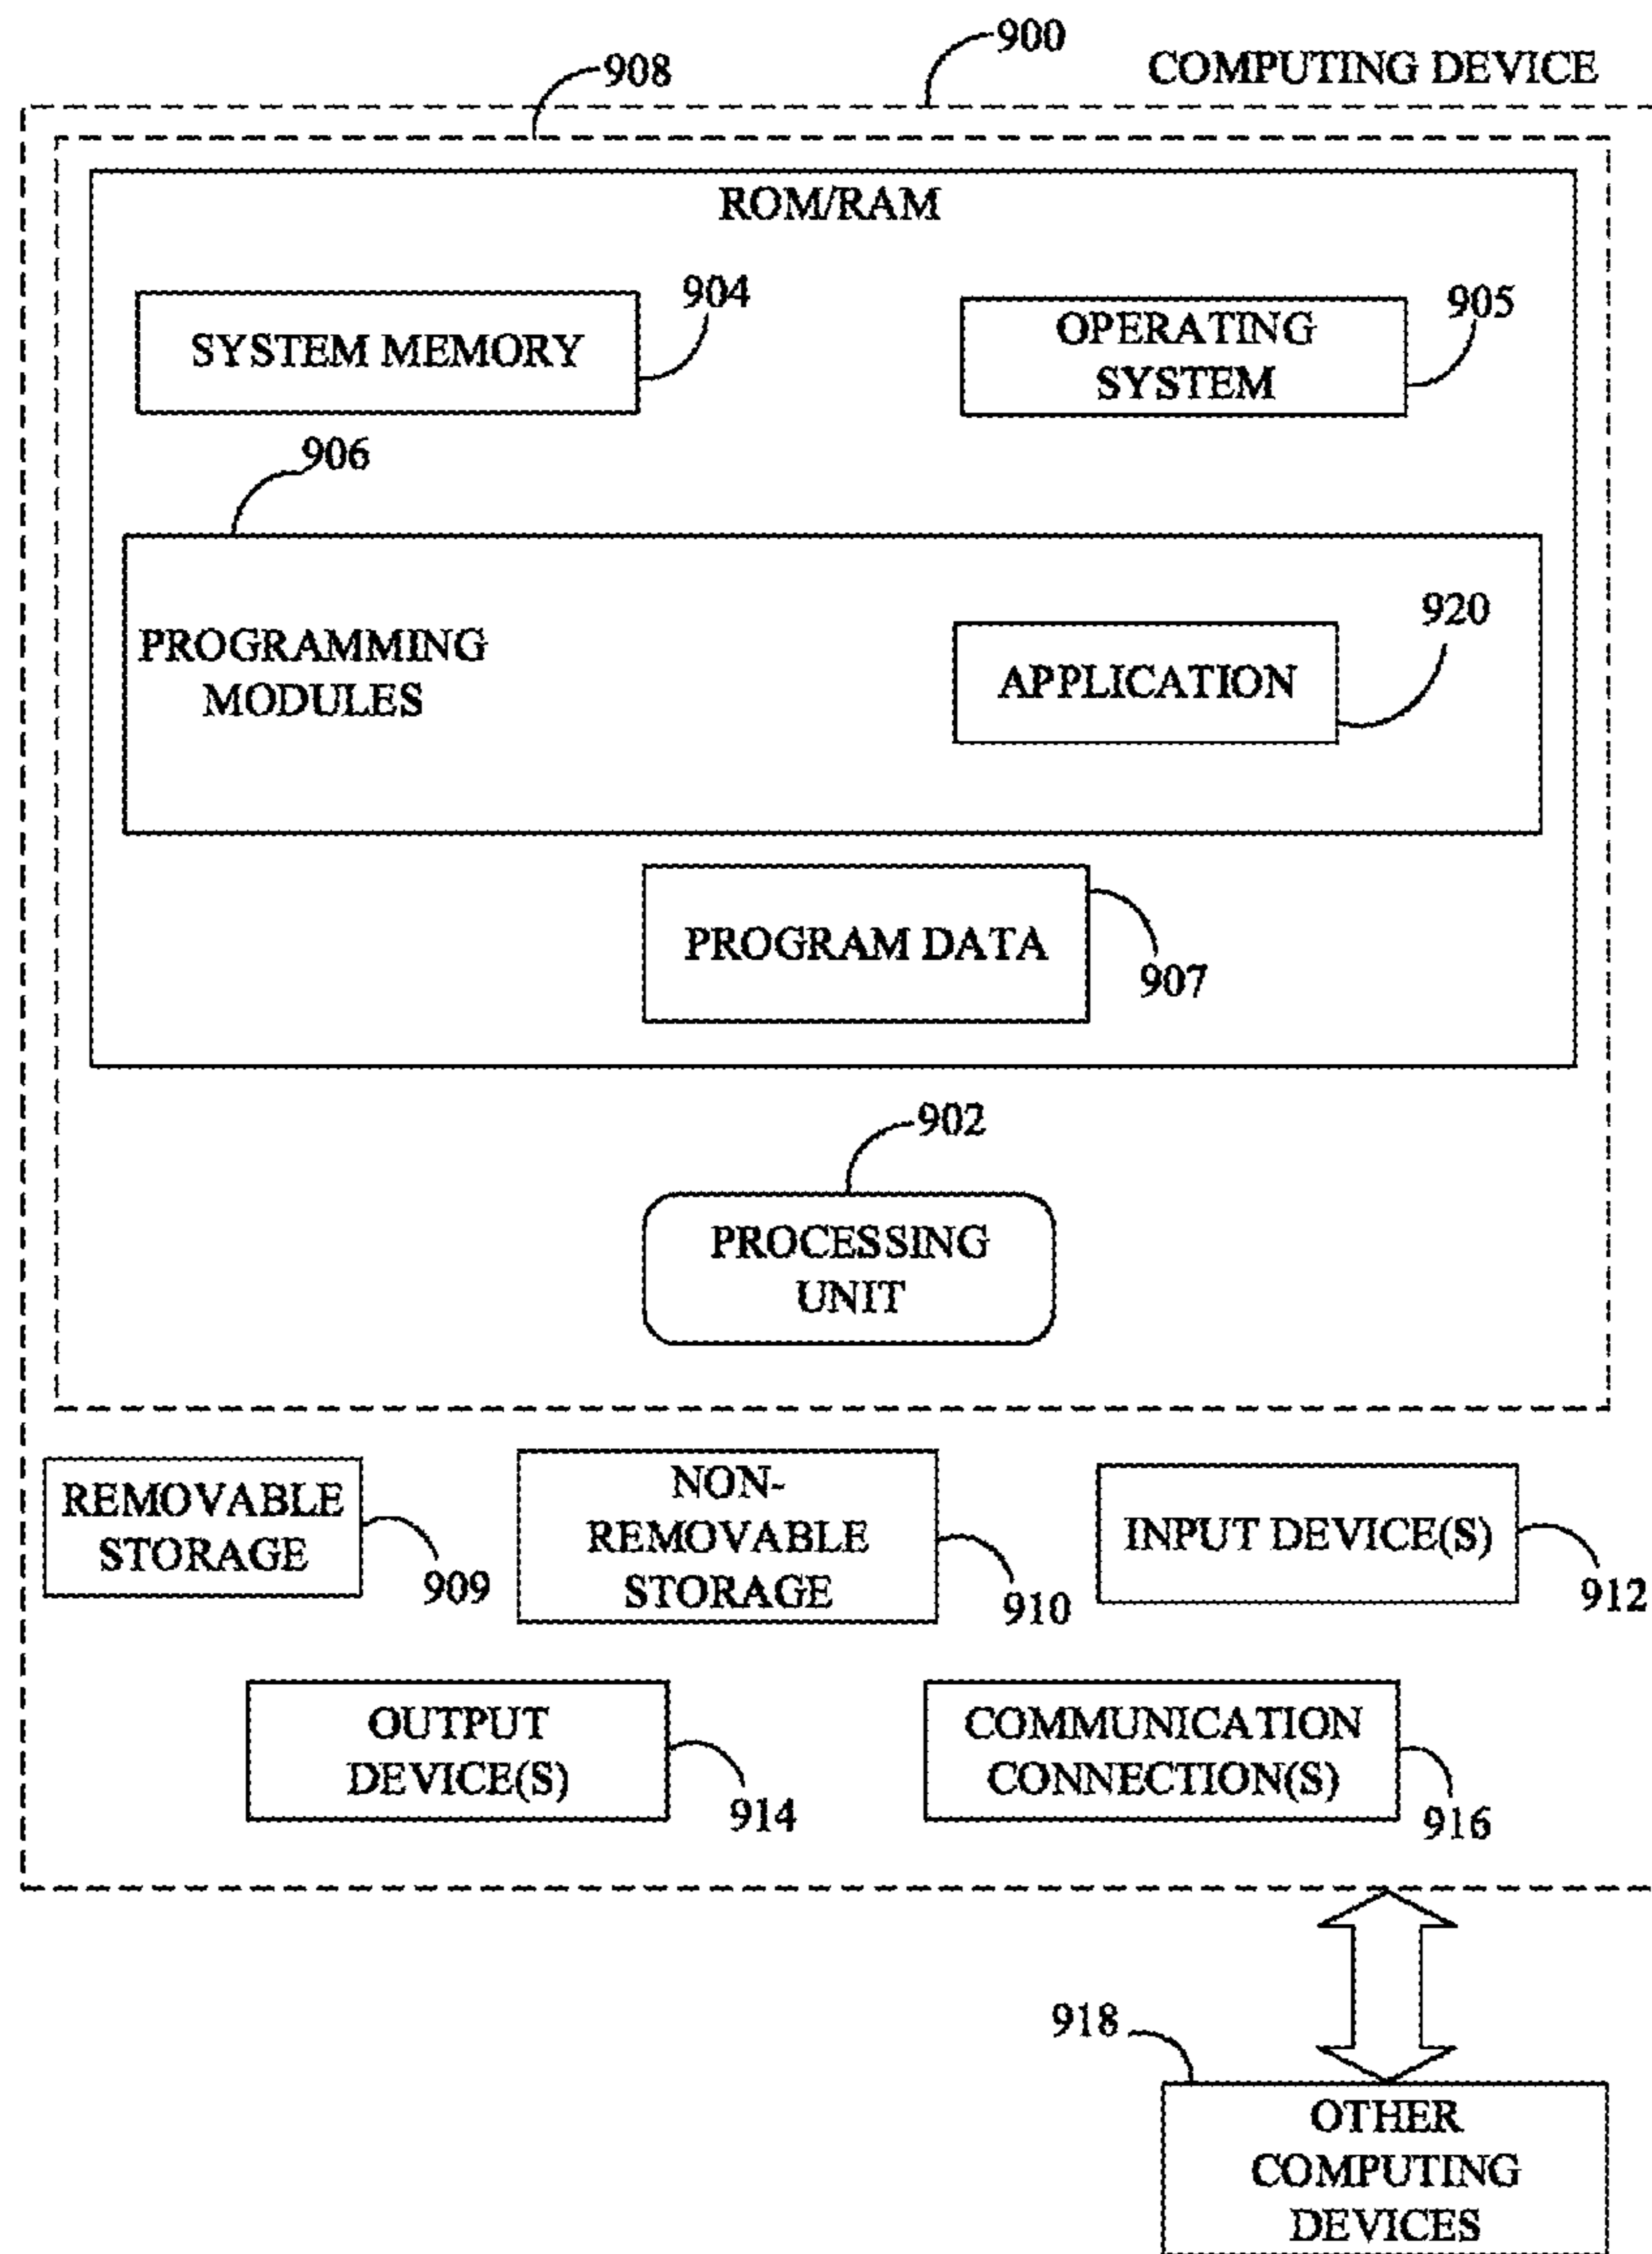 900
COMPUTING DEVICE
908
ROM/RAM
904
SYSTEM MEMORY
905
OPERATING
SYSTEM
906
PROGRAMMING
MODULES
920
APPLICATION
PROGRAM DATA
907
902
PROCESSING
UNIT
REMOVABLE
STORAGE
909
NON-
REMOVABLE
STORAGE
910
INPUT DEVICE(S)
912
OUTPUT
DEVICE(S)
914
COMMUNICATION
CONNECTION(S)
916
918
OTHER
COMPUTING
DEVICES